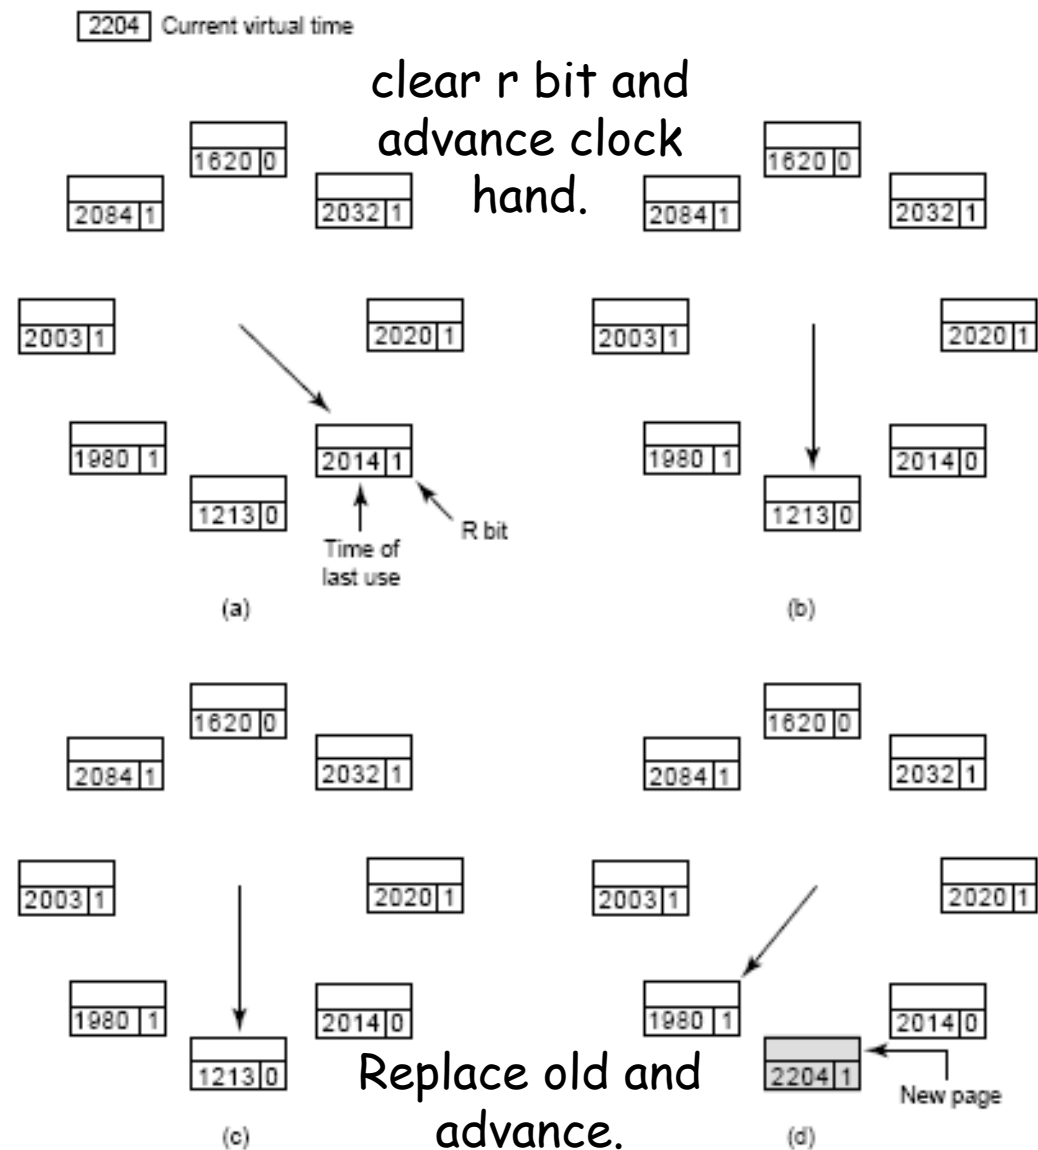 2204 Current virtual time
clear r bit and
advance clock
hand.
1620 0
2084 1
2032 1
2003 1
2020 1
1980 1
2014 1
1213 0
Time of
last use
R bit
(a)
1620 0
2084 1
2032 1
2003 1
2020 1
1980 1
2014 0
1213 0
(b)
1620 0
2084 1
2032 1
2003 1
2020 1
1980 1
2014 0
1213 0
(c)
Replace old and
advance.
1620 0
2084 1
2032 1
2003 1
2020 1
1980 1
2014 0
2204 1
New page
(d)